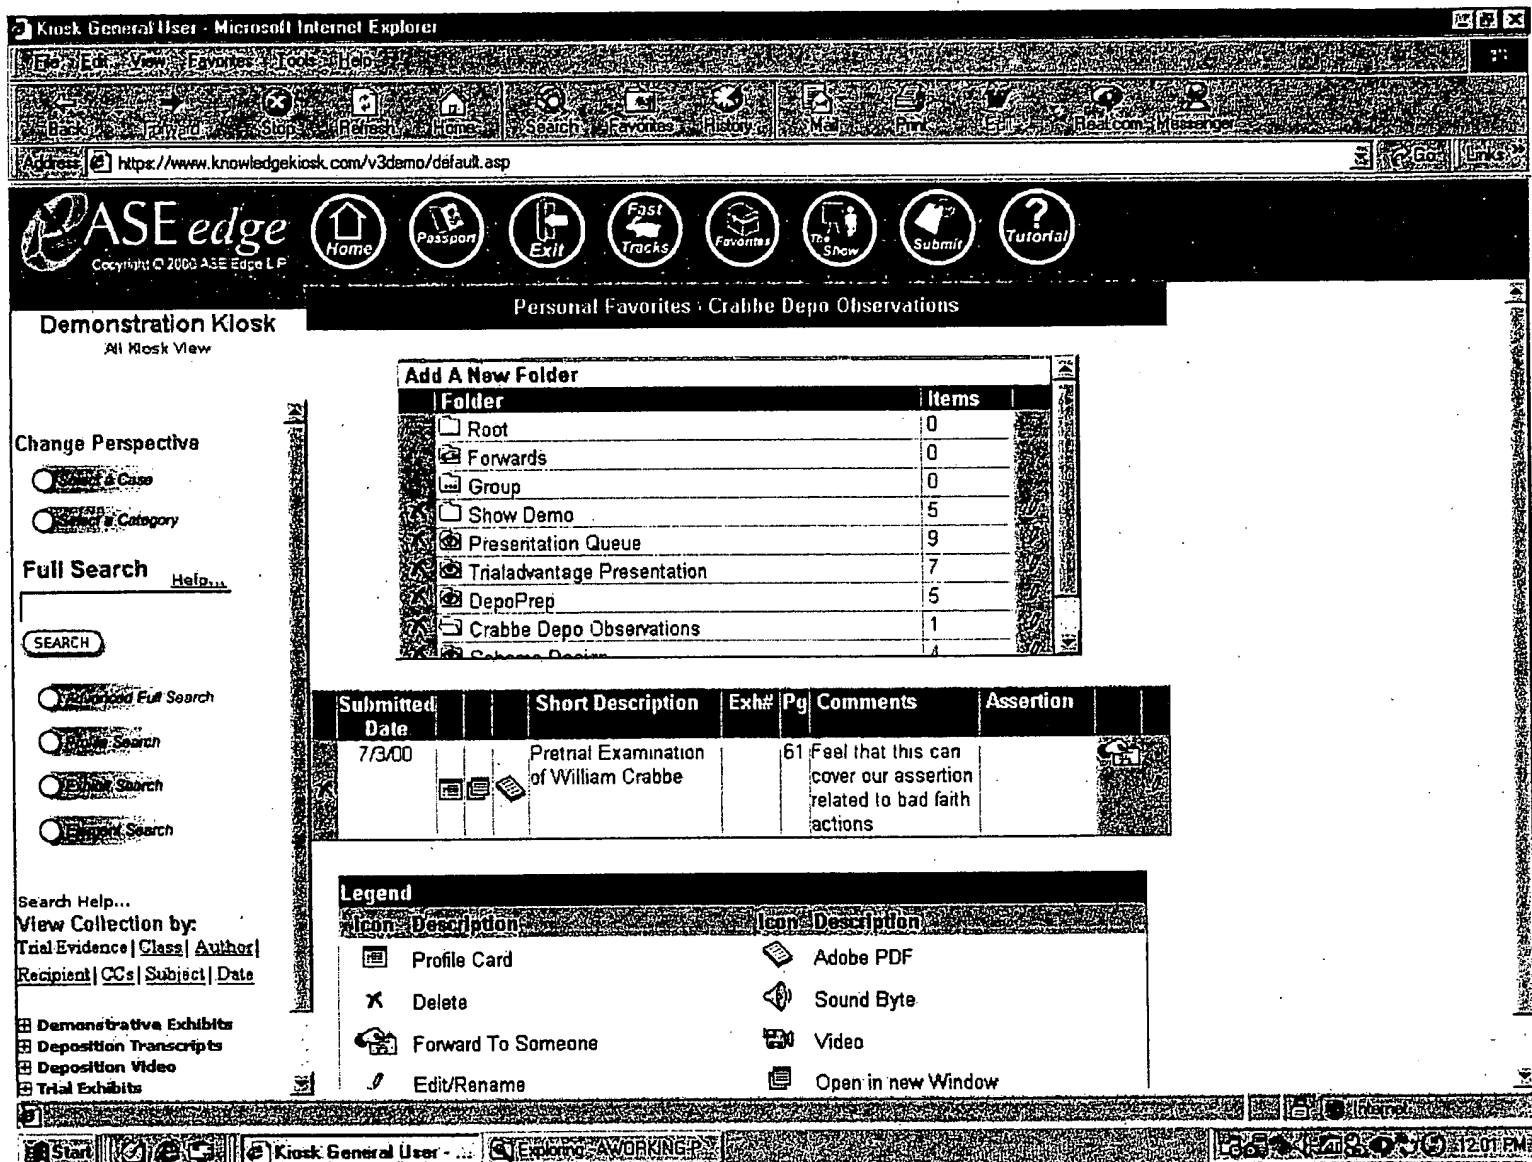 Kiosk General User - Microsoft Internet Explorer
File Edit View Favorites Tools Help
Back Forward Stop Refresh Home Search Favorites History Mail Print Edit Real.com Messenger
Address https://www.knowledgekiosk.com/v3demo/default.asp Go Links »
eASE edge
Copyright © 2000 ASE Edge L.P.
Home Passport Exit Fast Tracks Favorites The Show Submit Tutorial
Personal Favorites : Crabbe Depo Observations
Demonstration Kiosk
All Kiosk View
Change Perspective
Select a Case
Select a Category
Full Search Help...
SEARCH
Advanced Full Search
Profile Search
Exhibit Search
Element Search
Search Help...
View Collection by:
Trial Evidence | Class | Author |
Recipient | CCs | Subject | Date
Demonstrative Exhibits
Deposition Transcripts
Deposition Video
Trial Exhibits
Add A New Folder
Folder Items
Root 0
Forwards 0
Group 0
Show Demo 5
Presentation Queue 9
Trialadvantage Presentation 7
DepoPrep 5
Crabbe Depo Observations 1
Schema Design 4
Submitted Short Description Exh# Pg Comments Assertion
Date
7/3/00 Pretrial Examination 61 Feel that this can
of William Crabbe cover our assertion
related to bad faith
actions
Legend
Icon Description Icon Description
Profile Card Adobe PDF
Delete Sound Byte
Forward To Someone Video
Edit/Rename Open in new Window
Internet
Start Kiosk General User - ... Exploring - AWORKING-P... 12:01 PM